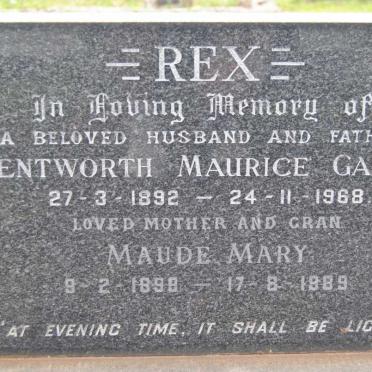 REX
In Loving Memory of
A BELOVED HUSBAND AND FATH
ENTWORTH MAURICE GA
27-3-1892 — 24-11-1968
LOVED MOTHER AND GRAN
MAUDE MARY
9-2-1898 — 17-8-1989
"AT EVENING TIME, IT SHALL BE LIG